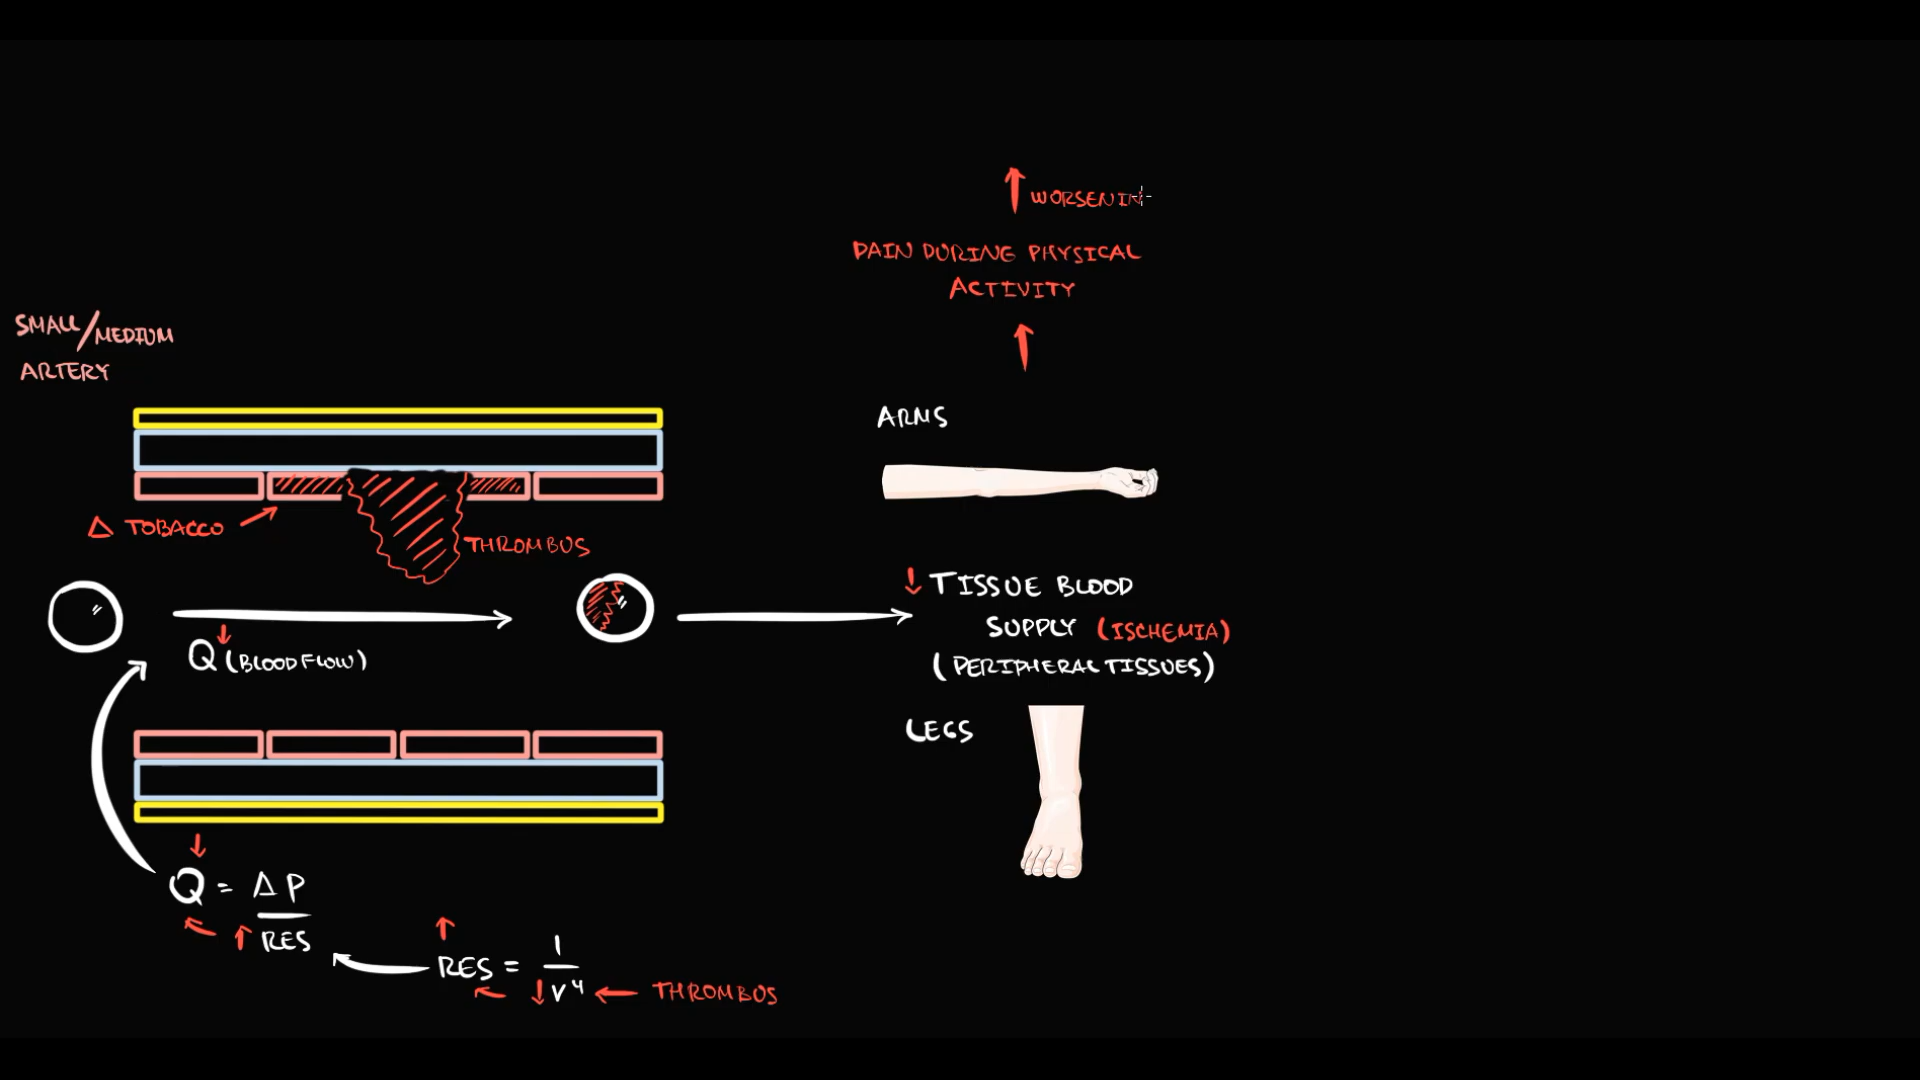 ↑ WORSENIN
PAIN DURING PHYSICAL
ACTIVITY
SMALL/MEDIUM
ARTERY
ARMS
Δ TOBACCO
THROMBUS
↓ TISSUE BLOOD
SUPPLY (ISCHEMIA)
(PERIPHERAL TISSUES)
Q (BLOOD FLOW)
LEGS
Q = ΔP
↑ RES
RES = 1
↓ r⁴ ← THROMBUS